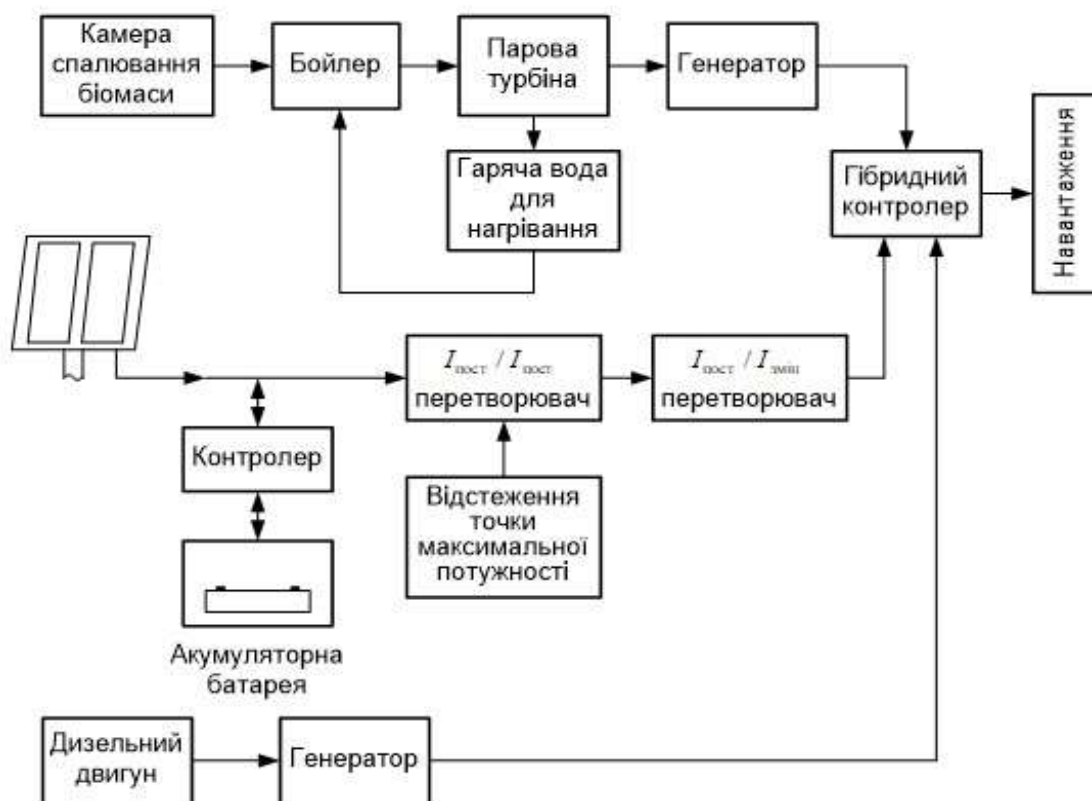 Камера
спалювання
біомаси
Бойлер
Парова
турбіна
Генератор
Гаряча вода
для
нагрівання
Гібридний
контролер
Навантаження
Iпост / Iпост
перетворювач
Iпост / Iзмін
перетворювач
Контролер
Відстеження
точки
максимальної
потужності
Акумуляторна
батарея
Дизельний
двигун
Генератор